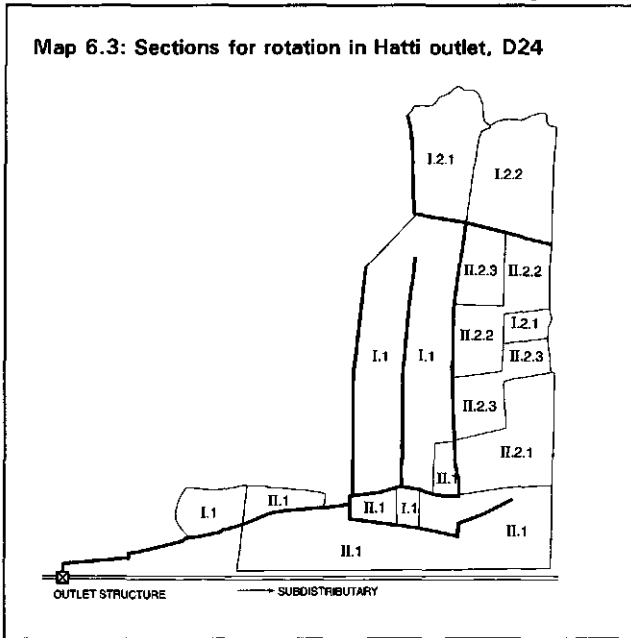 Map 6.3: Sections for rotation in Hatti outlet, D24
I.2.1
I.2.2
II.2.3
II.2.2
I.2.1
II.2.2
II.2.3
I.1
I.1
II.2.3
II.2.1
II.1
I.1
II.1
II.1
I.1
II.1
II.1
OUTLET STRUCTURE
SUBDISTRIBUTARY